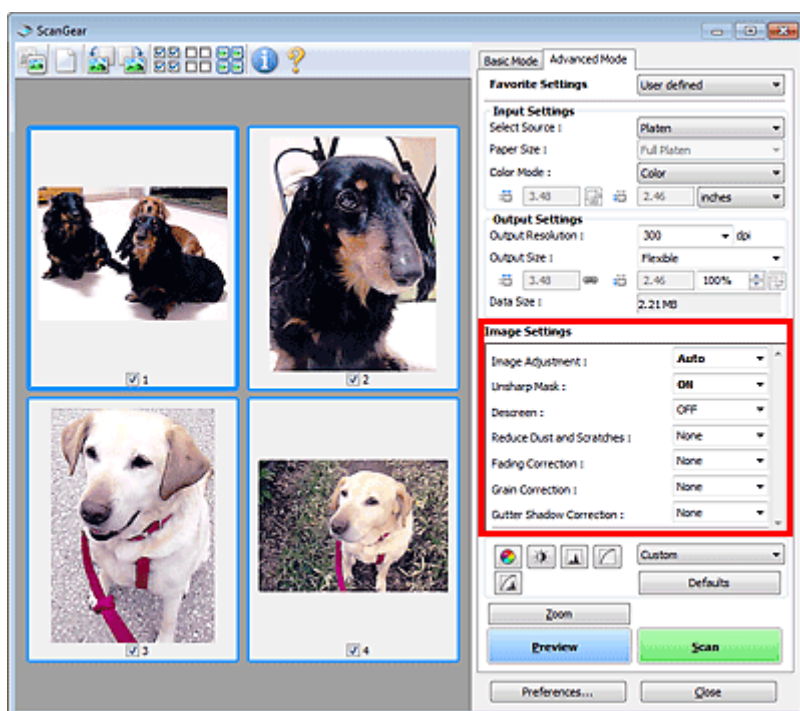 ScanGear
Basic Mode Advanced Mode
Favorite Settings User defined
Input Settings
Select Source : Platen
Paper Size : Full Platen
Color Mode : Color
3.48 2.46 inches
Output Settings
Output Resolution : 300 dpi
Output Size : Flexible
3.48 2.46 100%
Data Size : 2.21 MB
Image Settings
Image Adjustment : Auto
Unsharp Mask : ON
Descreen : OFF
Reduce Dust and Scratches : None
Fading Correction : None
Grain Correction : None
Gutter Shadow Correction : None
Custom
Defaults
Zoom
Preview Scan
Preferences... Close
1
2
3
4